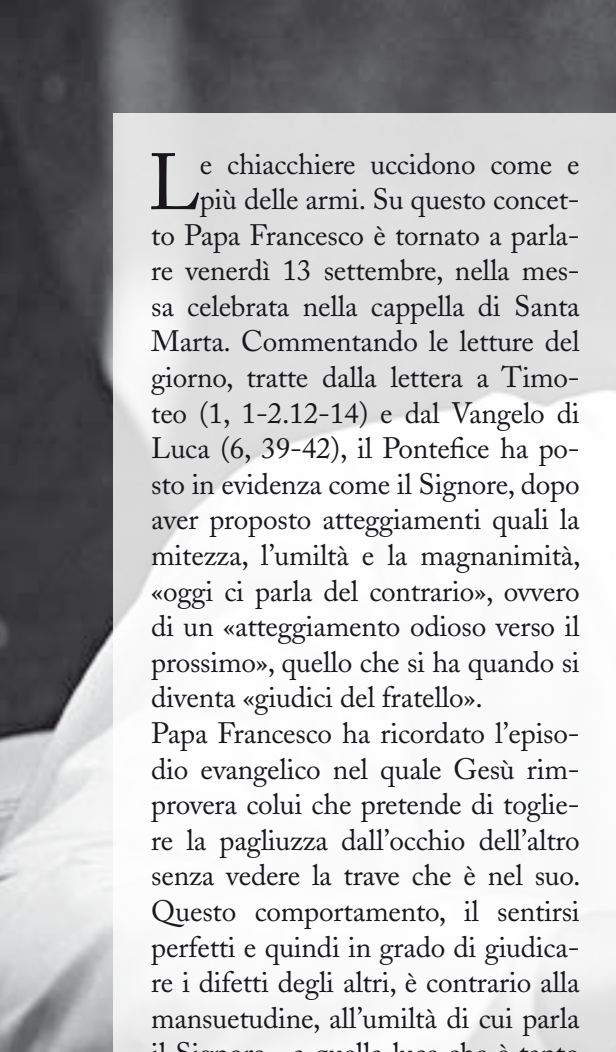 Le chiacchiere uccidono come e
più delle armi. Su questo concet-
to Papa Francesco è tornato a parla-
re venerdì 13 settembre, nella mes-
sa celebrata nella cappella di Santa
Marta. Commentando le letture del
giorno, tratte dalla lettera a Timo-
teo (1, 1-2.12-14) e dal Vangelo di
Luca (6, 39-42), il Pontefice ha po-
sto in evidenza come il Signore, dopo
aver proposto atteggiamenti quali la
mitezza, l’umiltà e la magnanimità,
«oggi ci parla del contrario», ovvero
di un «atteggiamento odioso verso il
prossimo», quello che si ha quando si
diventa «giudici del fratello».
Papa Francesco ha ricordato l’episo-
dio evangelico nel quale Gesù rim-
provera colui che pretende di toglie-
re la pagliuzza dall’occhio dell’altro
senza vedere la trave che è nel suo.
Questo comportamento, il sentirsi
perfetti e quindi in grado di giudica-
re i difetti degli altri, è contrario alla
mansuetudine, all’umiltà di cui parla
il Signore, a quella luce che è tanto